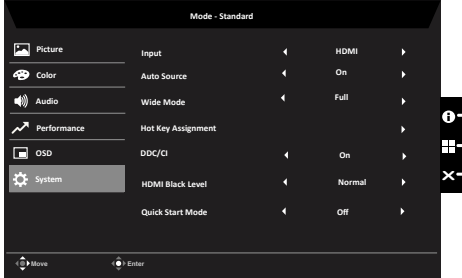 Mode - Standard
Picture
Color
Audio
Performance
OSD
System
Input HDMI
Auto Source On
Wide Mode Full
Hot Key Assignment
DDC/CI On
HDMI Black Level Normal
Quick Start Mode Off
Move Enter